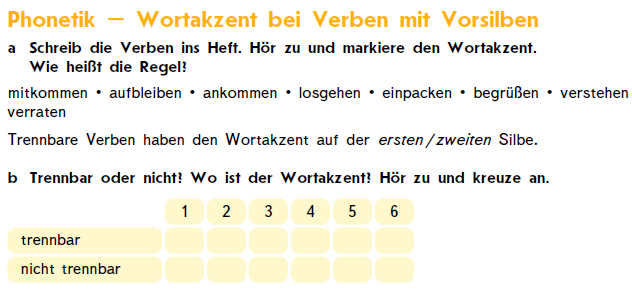 Phonetik – Wortakzent bei Verben mit Vorsilben
a Schreib die Verben ins Heft. Hör zu und markiere den Wortakzent.
Wie heißt die Regel?
mitkommen • aufbleiben • ankommen • losgehen • einpacken • begrüßen • verstehen
verraten
Trennbare Verben haben den Wortakzent auf der ersten/zweiten Silbe.
b Trennbar oder nicht? Wo ist der Wortakzent? Hör zu und kreuze an.
1 2 3 4 5 6
trennbar
nicht trennbar